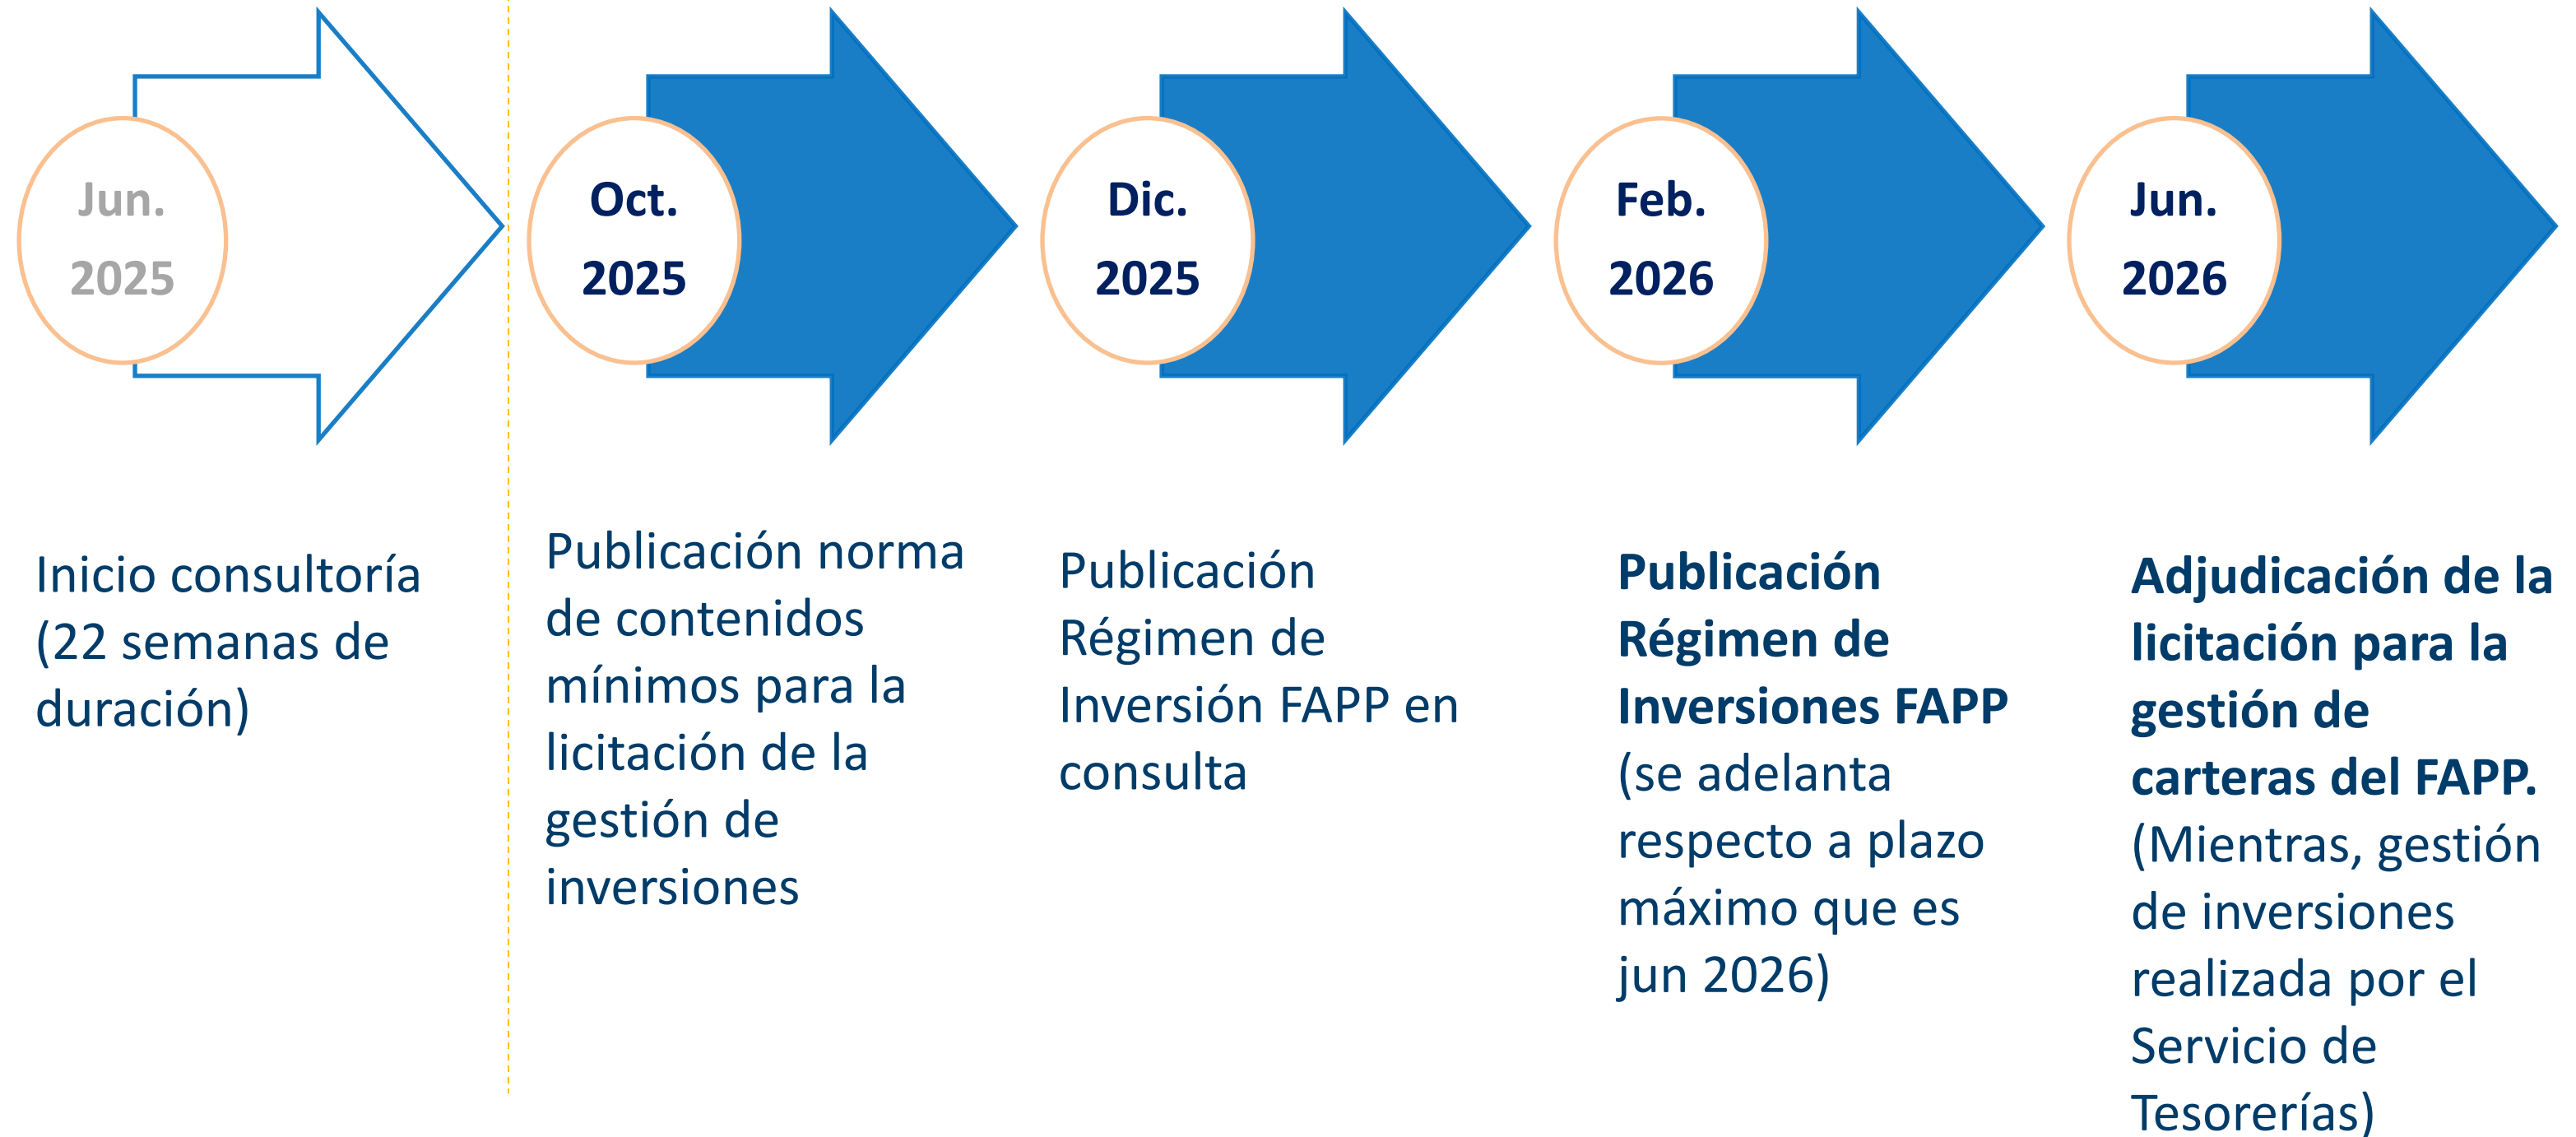 Jun.
2025
Oct.
2025
Dic.
2025
Feb.
2026
Jun.
2026
Inicio consultoría
(22 semanas de
duración)
Publicación norma
de contenidos
mínimos para la
licitación de la
gestión de
inversiones
Publicación
Régimen de
Inversión FAPP en
consulta
Publicación
Régimen de
Inversiones FAPP
(se adelanta
respecto a plazo
máximo que es
jun 2026)
Adjudicación de la
licitación para la
gestión de
carteras del FAPP.
(Mientras, gestión
de inversiones
realizada por el
Servicio de
Tesorerías)